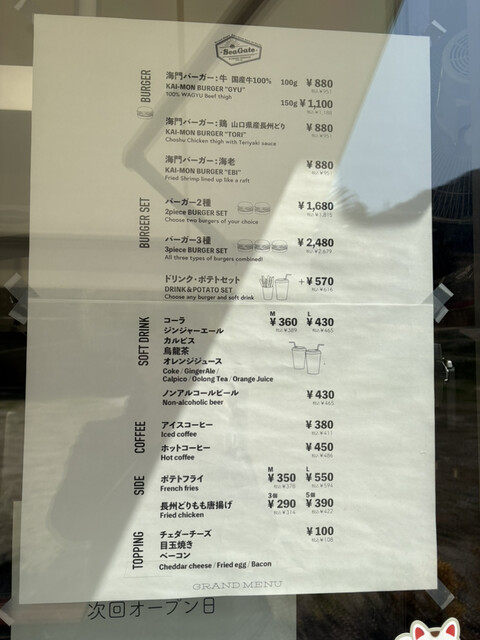 SeaGate
BURGER
海門バーガー：牛 国産牛100% 100g ¥880
KAI-MON BURGER "GYU"
100% WAGYU Beef thigh
150g ¥1,100
海門バーガー：鶏 山口県産長州どり ¥880
KAI-MON BURGER "TORI"
Choshu Chicken thigh with Teriyaki sauce
海門バーガー：海老 ¥880
KAI-MON BURGER "EBI"
Fried Shrimp lined up like a raft
BURGER SET
バーガー2種 ¥1,680
2piece BURGER SET
Choose two burgers of your choice
バーガー3種 ¥2,480
3piece BURGER SET
All three types of burgers combined!
ドリンク・ポテトセット +¥570
DRINK & POTATO SET
Choose any burger and soft drink
SOFT DRINK
M L
コーラ ¥360 ¥430
ジンジャーエール
カルピス
烏龍茶
オレンジジュース
Coke / GingerAle /
Calpico / Oolong Tea / Orange Juice
ノンアルコールビール ¥430
Non-alcoholic beer
COFFEE
アイスコーヒー ¥380
Iced coffee
ホットコーヒー ¥450
Hot coffee
SIDE
M L
ポテトフライ ¥350 ¥550
French fries
3個 5個
長州どりもも唐揚げ ¥290 ¥390
Fried chicken
TOPPING
チェダーチーズ ¥100
目玉焼き
ベーコン
Cheddar cheese / Fried egg / Bacon
GRAND MENU
次回オープン日